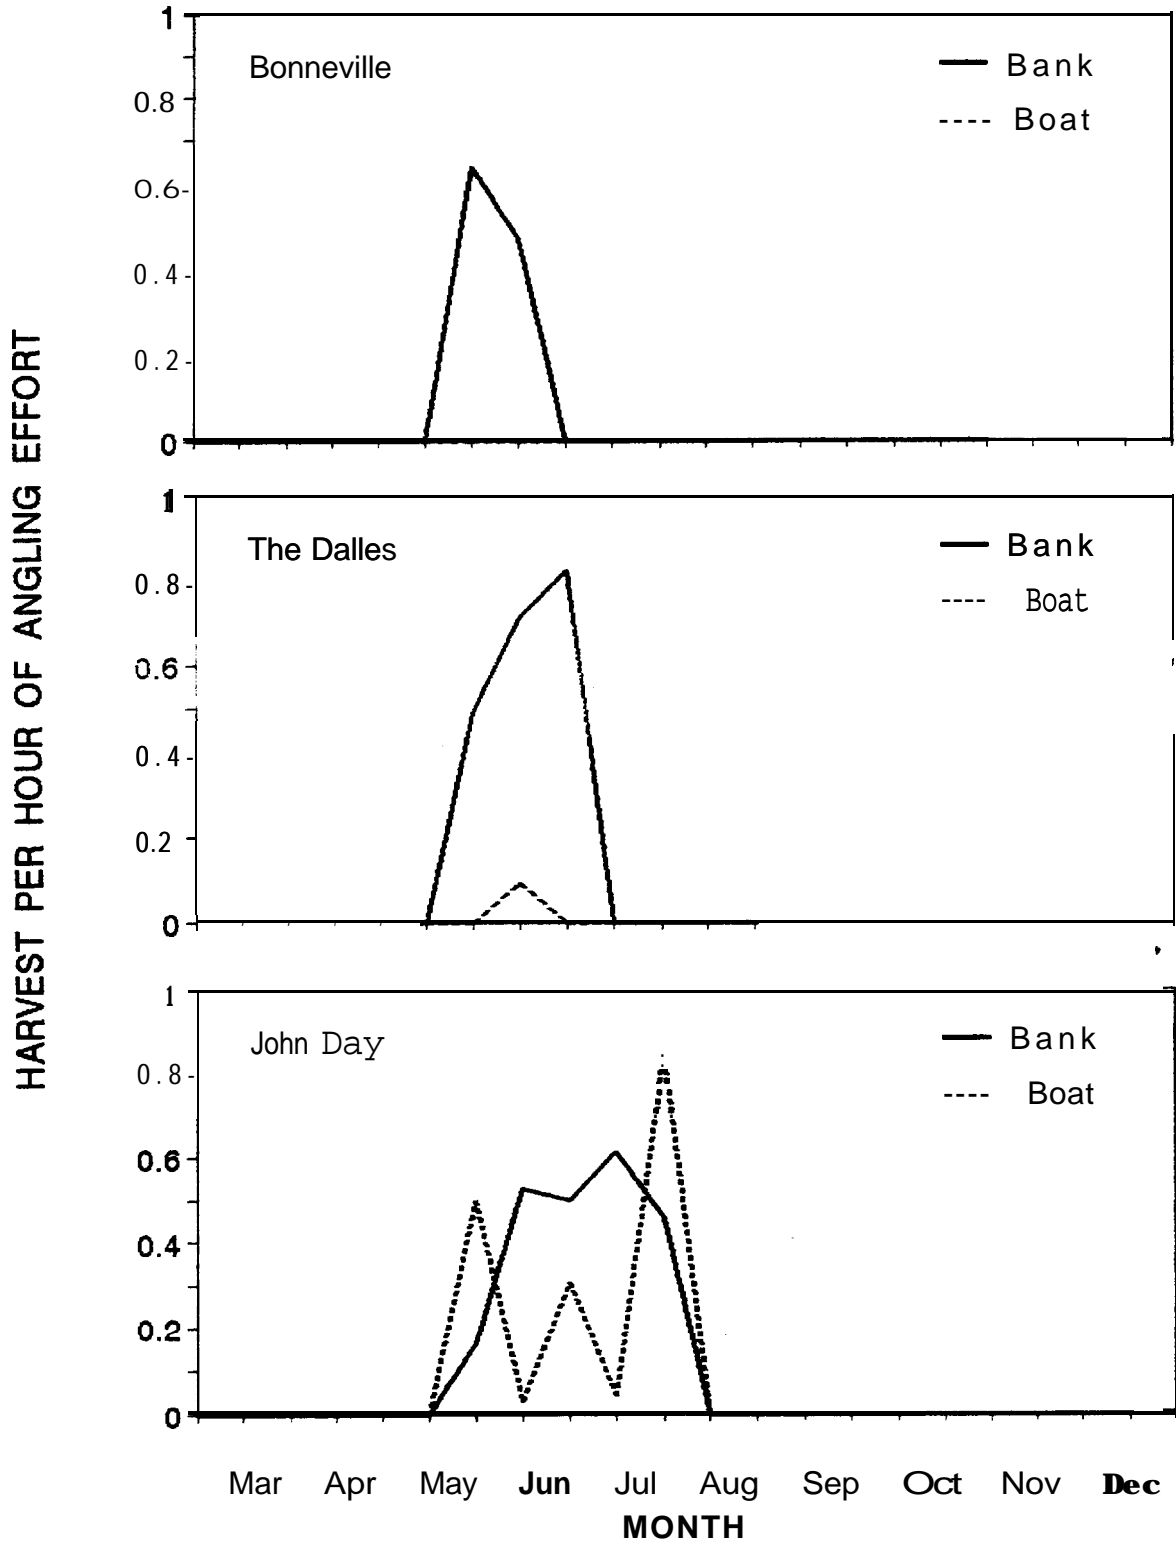 HARVEST PER HOUR OF ANGLING EFFORT
1
Bonneville
Bank
0.8
Boat
0.6
0.4
0.2
0
1
The Dalles
Bank
0.8
Boat
0.6
0.4
0.2
0
1
John Day
Bank
0.8
Boat
0.6
0.4
0.2
0
Mar Apr May Jun Jul Aug Sep Oct Nov Dec
MONTH